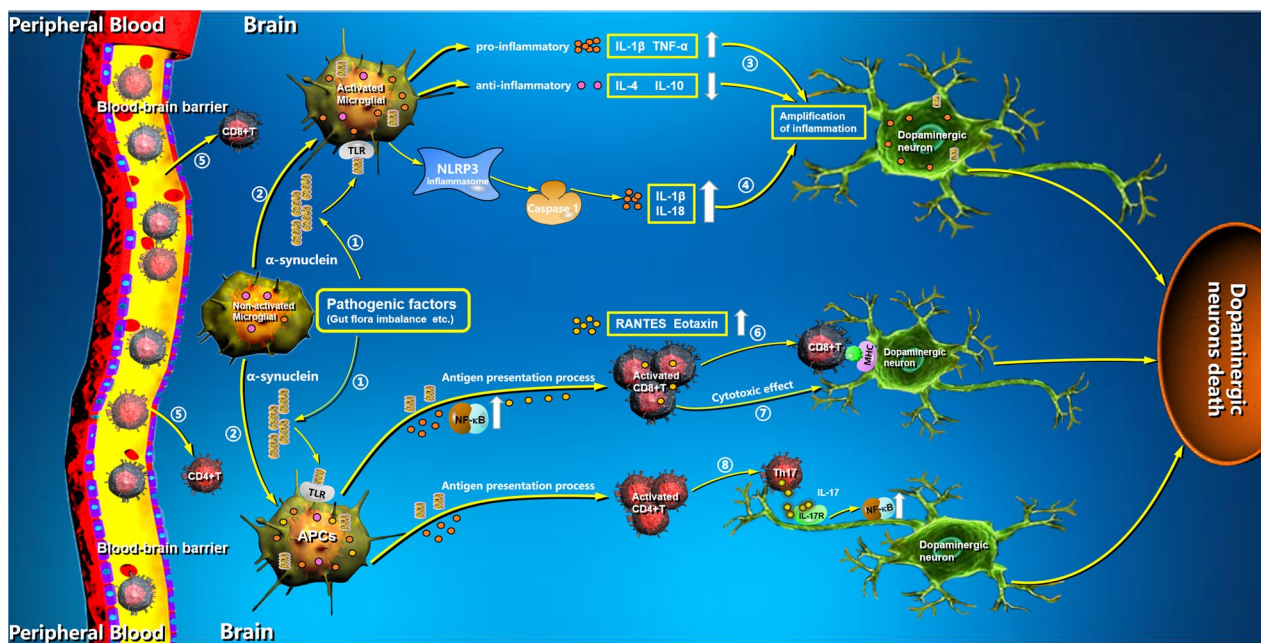 Peripheral Blood
Brain
Blood-brain barrier
CD8+T
⑤
Activated
Microglial
TLR
pro-inflammatory
IL-1β TNF-α
③
anti-inflammatory
IL-4 IL-10
Amplification
of inflammation
Dopaminergic
neuron
②
NLRP3
inflammasome
Caspase 1
IL-1β
IL-18
④
①
α-synuclein
Non-activated
Microglial
Pathogenic factors
(Gut flora imbalance etc.)
Dopaminergic
neurons death
RANTES Eotaxin
⑥
CD8+T
MHC
Dopaminergic
neuron
α-synuclein
①
Antigen presentation process
Activated
CD8+T
Cytotoxic effect
⑦
NF-κB
⑤
②
CD4+T
TLR
APCs
Antigen presentation process
Activated
CD4+T
⑧
Th17
IL-17
IL-17R
NF-κB
Dopaminergic
neuron
Blood-brain barrier
Peripheral Blood
Brain